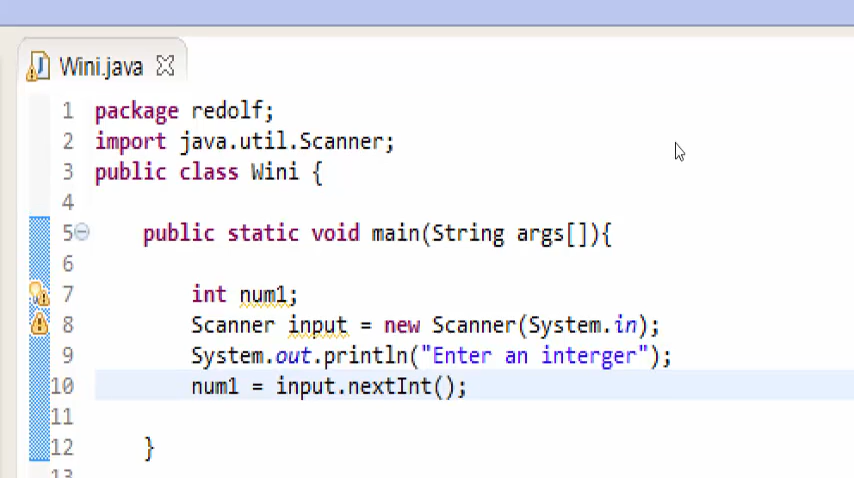 Wini.java
1 package redolf;
2 import java.util.Scanner;
3 public class Wini {
4
5 public static void main(String args[]){
6
7 int num1;
8 Scanner input = new Scanner(System.in);
9 System.out.println("Enter an interger");
10 num1 = input.nextInt();
11
12 }
13